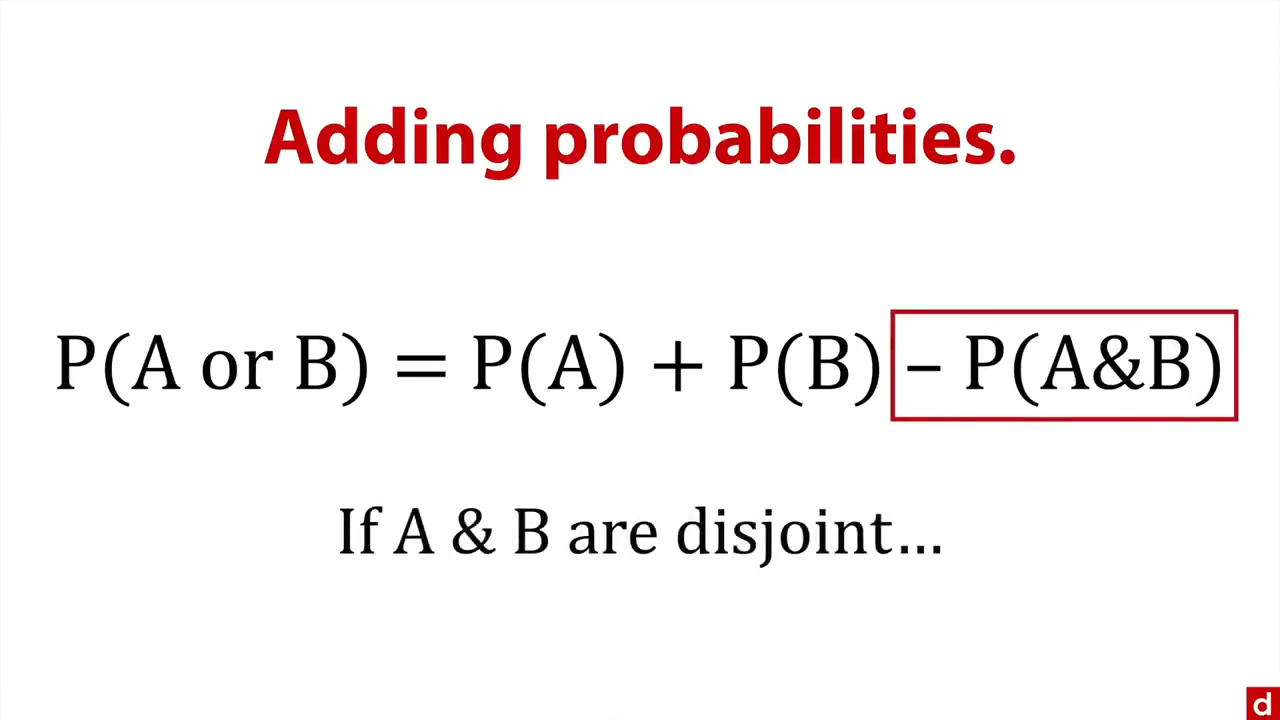 Adding probabilities.
P(A or B) = P(A) + P(B) – P(A&B)
If A & B are disjoint…
d